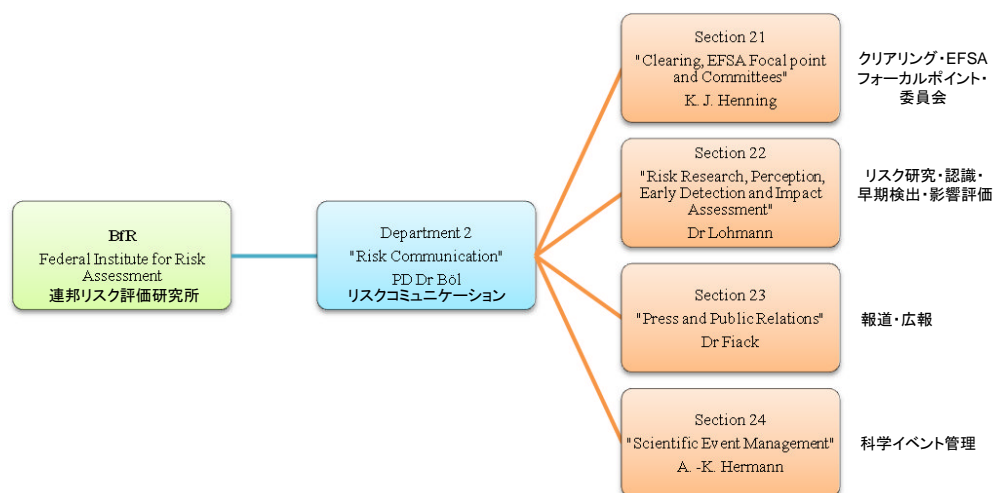 BfR
Federal Institute for Risk
Assessment
連邦リスク評価研究所
Department 2
"Risk Communication"
PD Dr Böl
リスクコミュニケーション
Section 21
"Clearing, EFSA Focal point
and Committees"
K. J. Henning
クリアリング・EFSA
フォーカルポイント・
委員会
Section 22
"Risk Research, Perception,
Early Detection and Impact
Assessment"
Dr Lohmann
リスク研究・認識・
早期検出・影響評価
Section 23
"Press and Public Relations"
Dr Fiack
報道・広報
Section 24
"Scientific Event Management"
A. -K. Hermann
科学イベント管理